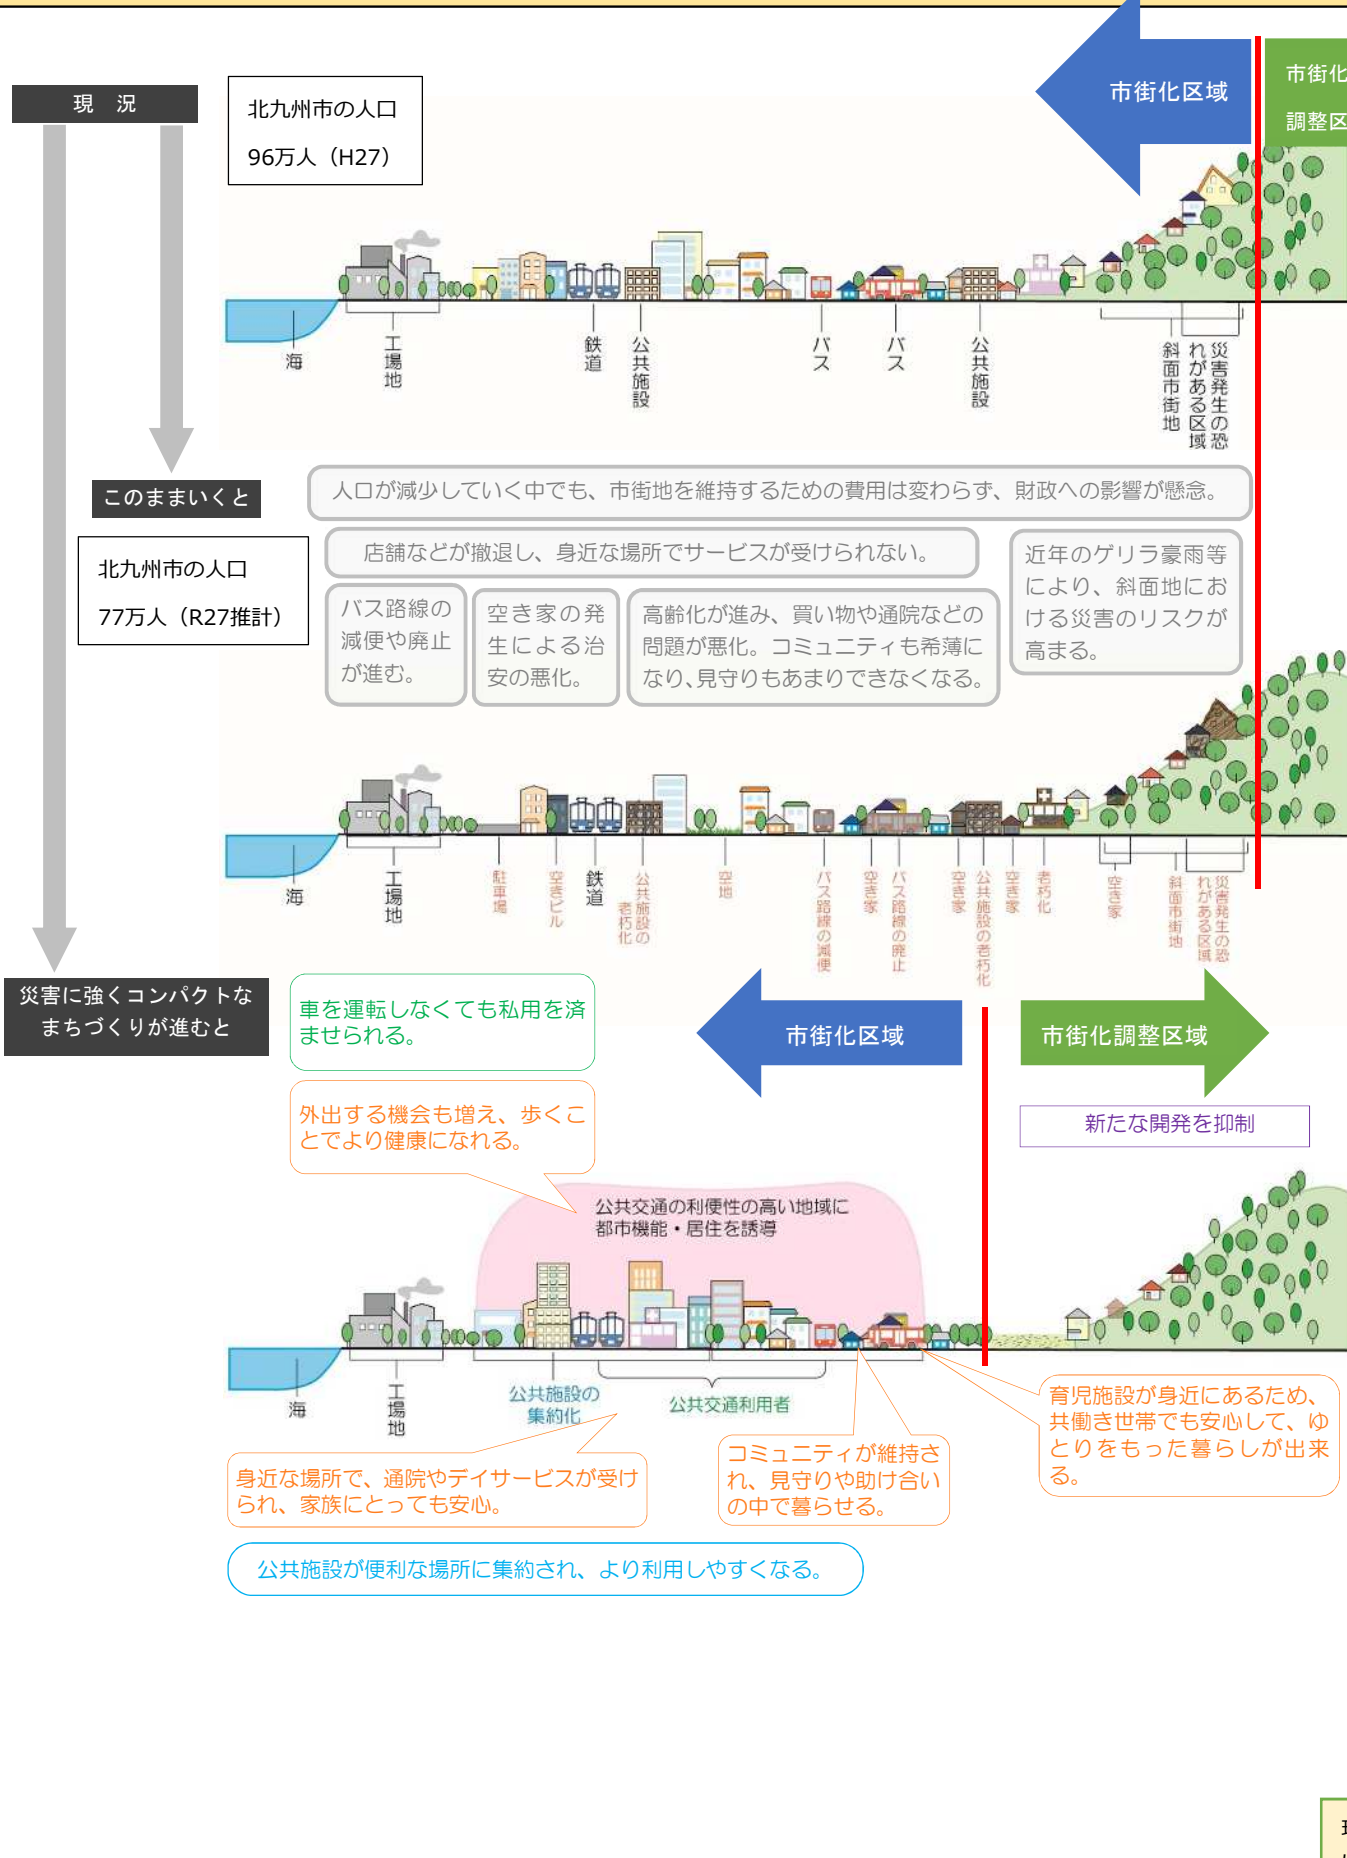 現 況
北九州市の人口
96万人（H27）
市街化区域
市街化
調整区
海
工場地
鉄道
公共施設
バス
バス
公共施設
斜面市街地
災害発生の恐
れがある区域
このままいくと
北九州市の人口
77万人（R27推計）
人口が減少していく中でも、市街地を維持するための費用は変わらず、財政への影響が懸念。
店舗などが撤退し、身近な場所でサービスが受けられない。
バス路線の
減便や廃止
が進む。
空き家の発
生による治
安の悪化。
高齢化が進み、買い物や通院などの
問題が悪化。コミュニティも希薄に
なり、見守りもあまりできなくなる。
近年のゲリラ豪雨等
により、斜面地にお
ける災害のリスクが
高まる。
海
工場地
駐車場
空きビル
鉄道
公共施設の
老朽化
空地
バス路線の減便
空き家
バス路線の廃止
空き家
公共施設の老朽化
空き家
老朽化
空き家
斜面市街地
災害発生の恐
れがある区域
災害に強くコンパクトな
まちづくりが進むと
車を運転しなくても私用を済
ませられる。
外出する機会も増え、歩くこ
とでより健康になれる。
市街化区域
市街化調整区域
新たな開発を抑制
公共交通の利便性の高い地域に
都市機能・居住を誘導
海
工場地
公共施設の
集約化
公共交通利用者
身近な場所で、通院やデイサービスが受け
られ、家族にとっても安心。
コミュニティが維持さ
れ、見守りや助け合い
の中で暮らせる。
育児施設が身近にあるため、
共働き世帯でも安心して、ゆ
とりをもった暮らしが出来
る。
公共施設が便利な場所に集約され、より利用しやすくなる。